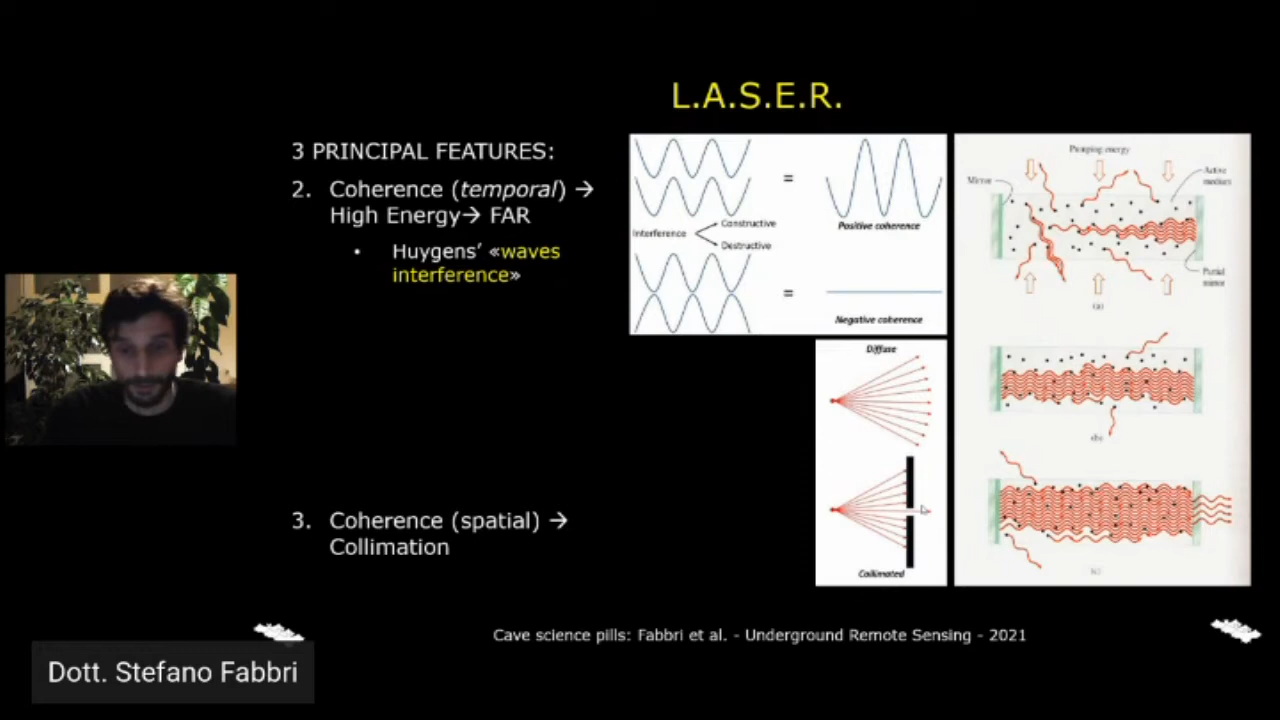 L.A.S.E.R.
3 PRINCIPAL FEATURES:
2. Coherence (temporal) →
High Energy→ FAR
• Huygens’ «waves
interference»
3. Coherence (spatial) →
Collimation
=
Positive coherence
Interference
Constructive
Destructive
=
Negative coherence
Diffuse
Collimated
Pumping energy
Mirror
Active
medium
Partial
mirror
(a)
(b)
Cave science pills: Fabbri et al. - Underground Remote Sensing - 2021
Dott. Stefano Fabbri